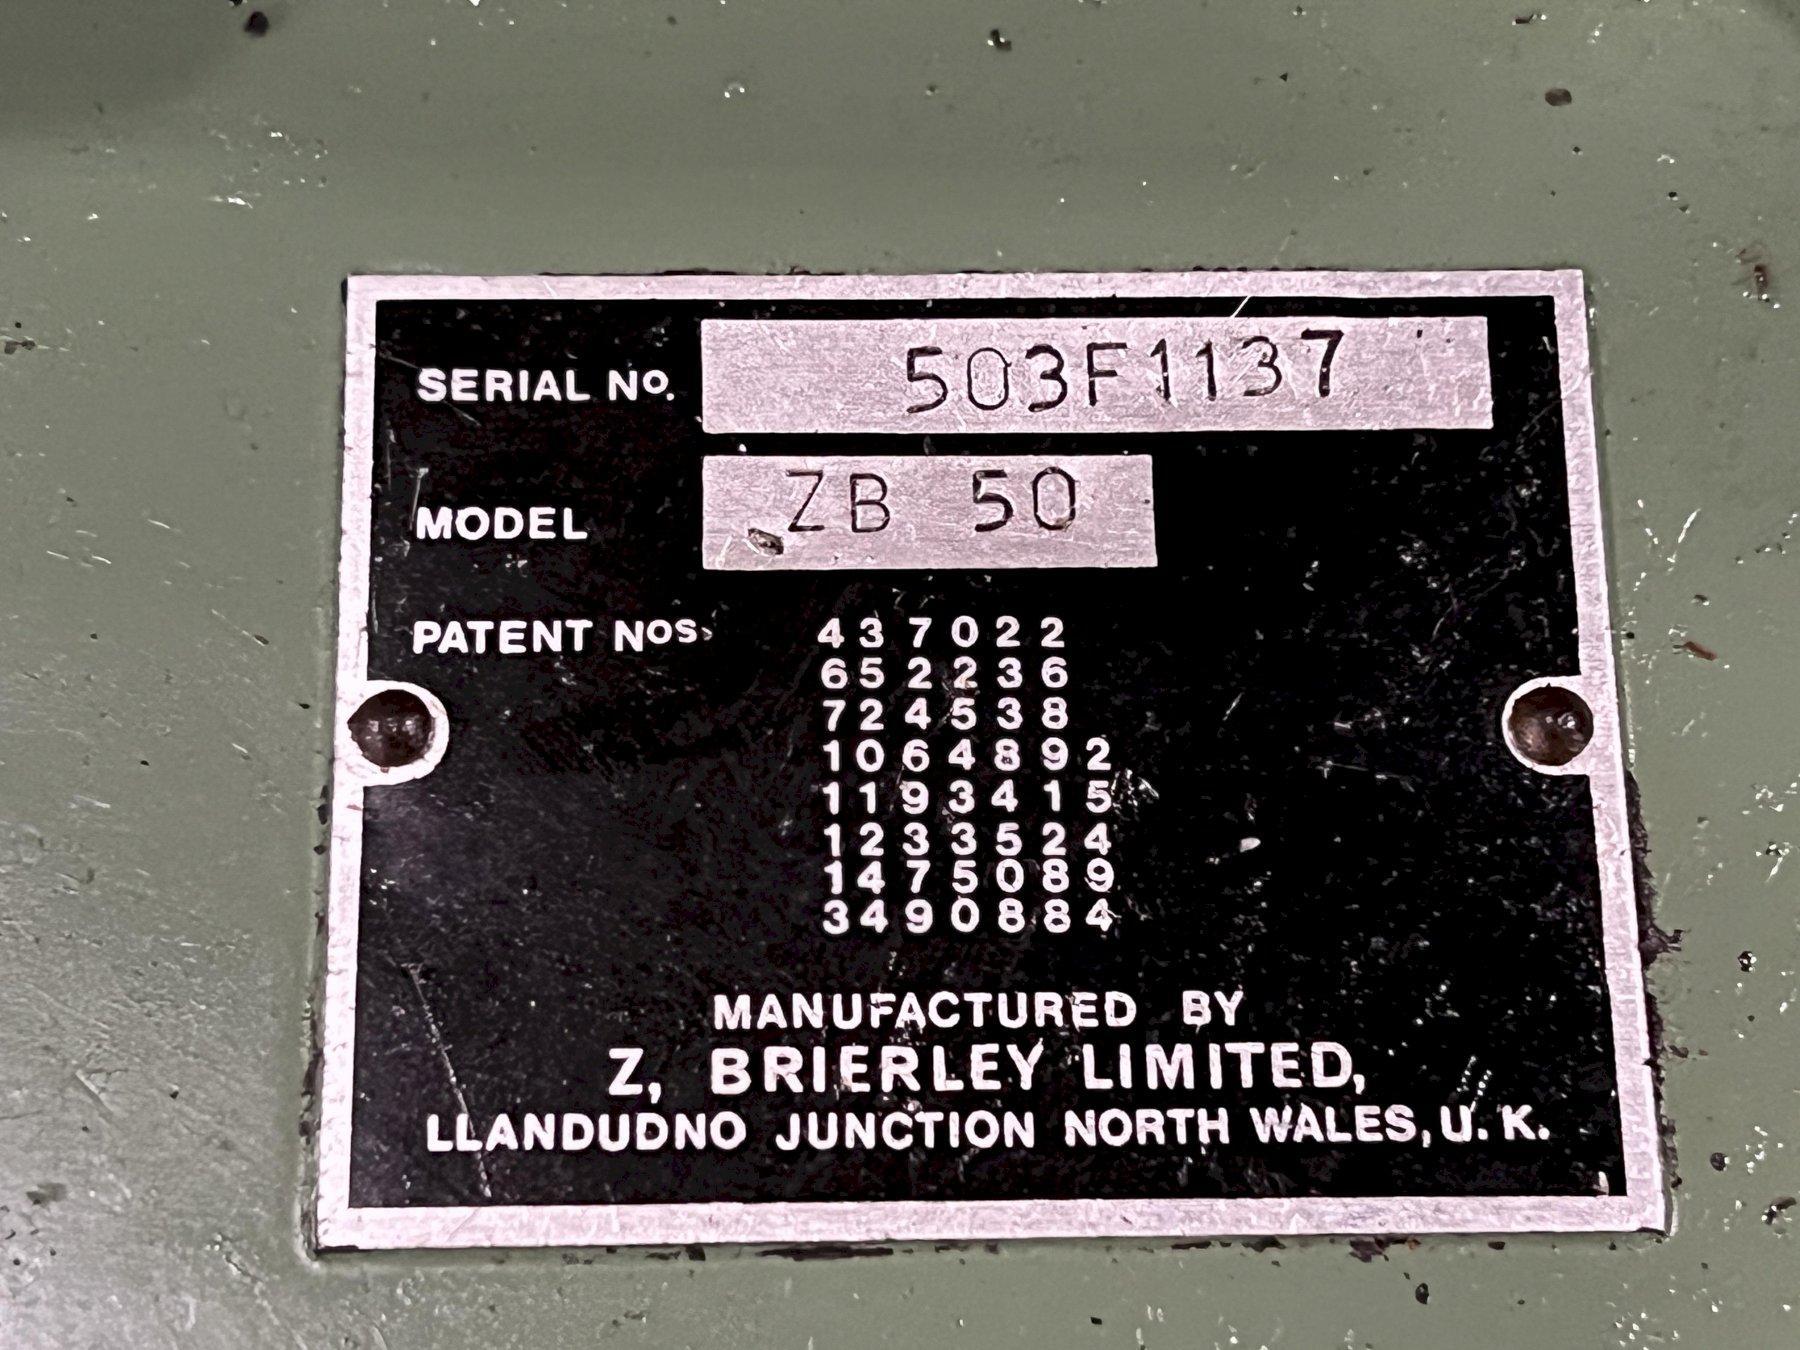 SERIAL No. 503F1137
MODEL ZB 50
PATENT Nos. 437022
652236
724538
1064892
1193415
1233524
1475089
3490884
MANUFACTURED BY
Z, BRIERLEY LIMITED,
LLANDUDNO JUNCTION NORTH WALES, U.K.